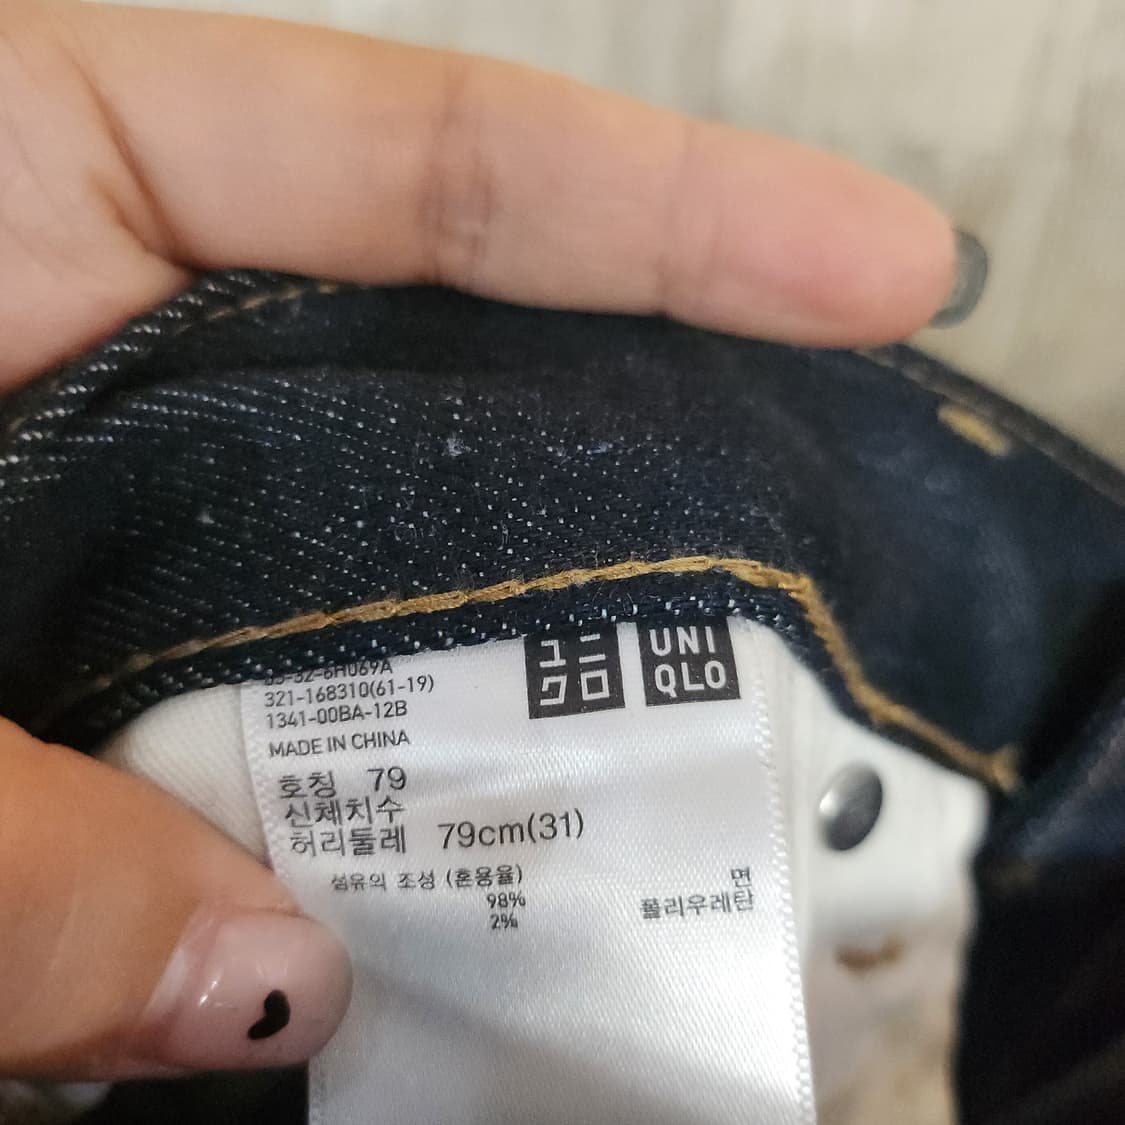 ユニ
クロ
UNI
QLO
321-168310(61-19)
1341-00BA-12B
MADE IN CHINA
호칭 79
신체치수
허리둘레 79cm(31)
섬유의 조성 (혼용율)
98% 면
2% 폴리우레탄